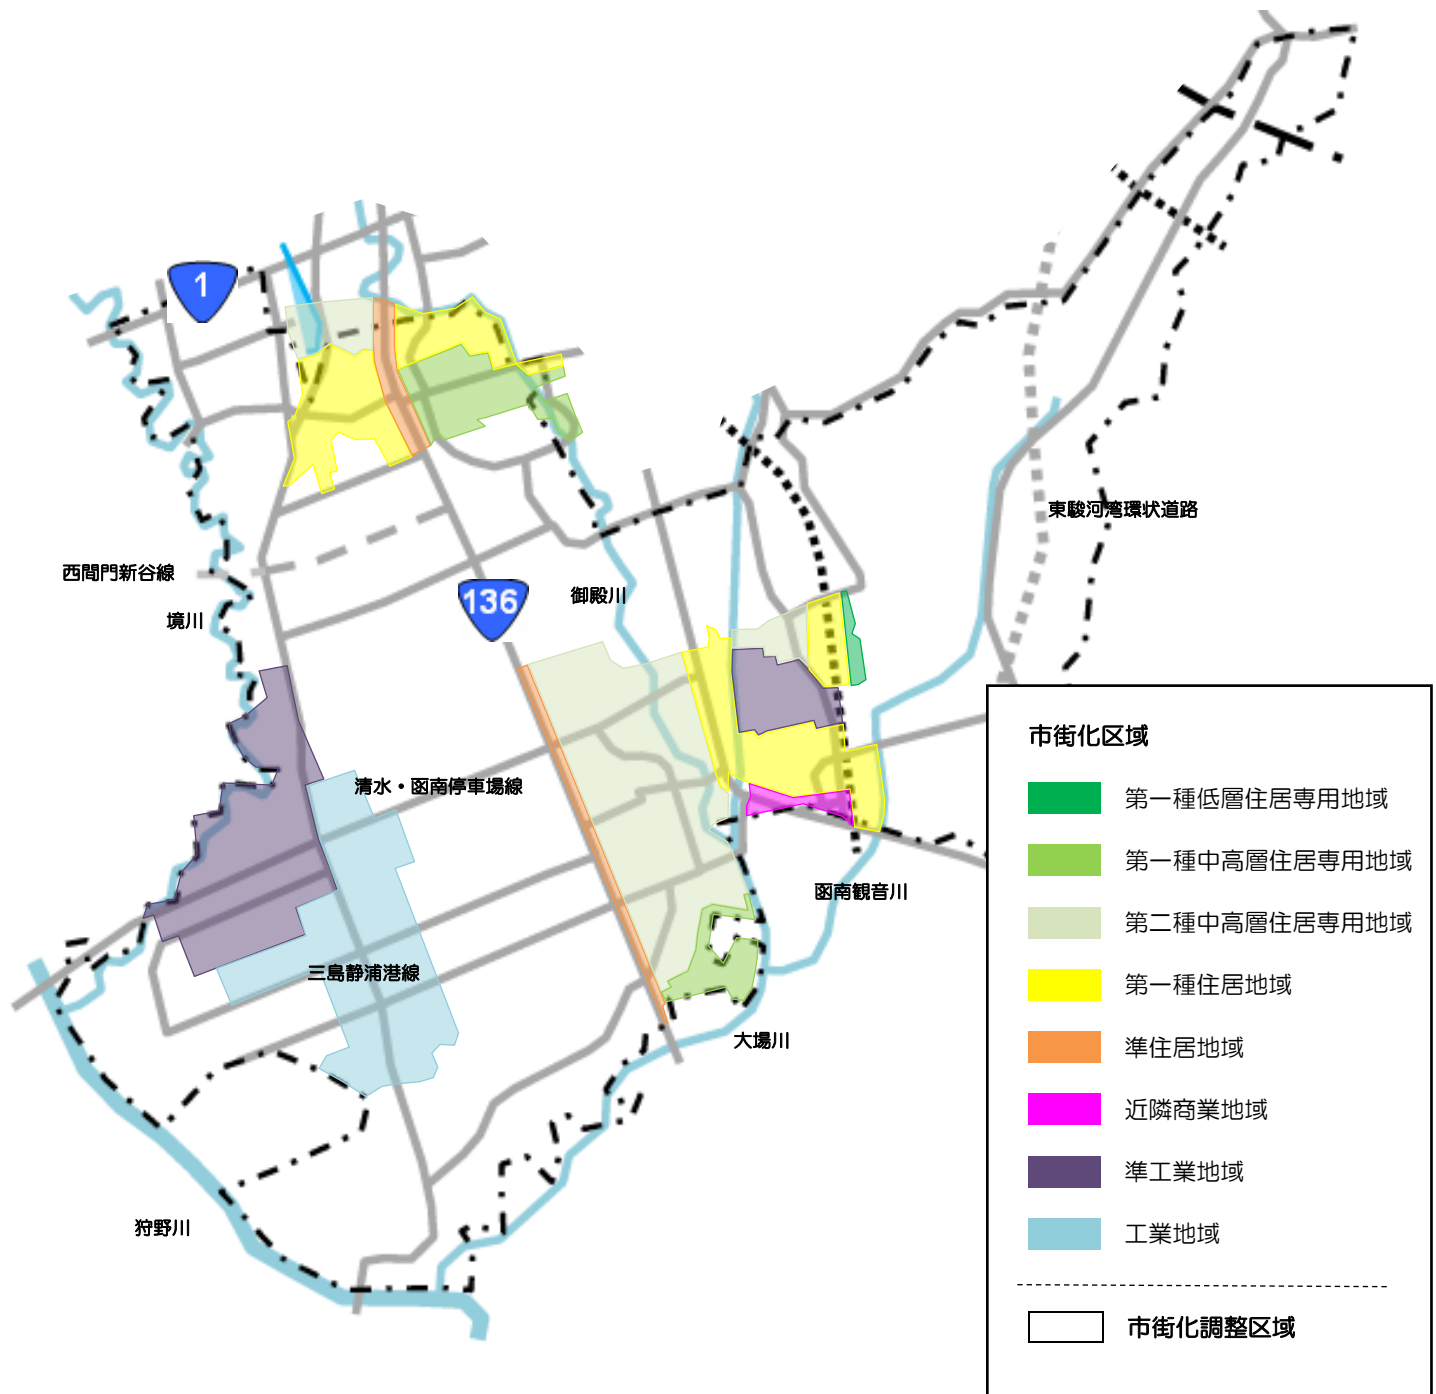 1
東駿河湾環状道路
西間門新谷線
境川
136
御殿川
清水・函南停車場線
函南観音川
三島静浦港線
大場川
狩野川
市街化区域
第一種低層住居専用地域
第一種中高層住居専用地域
第二種中高層住居専用地域
第一種住居地域
準住居地域
近隣商業地域
準工業地域
工業地域
市街化調整区域